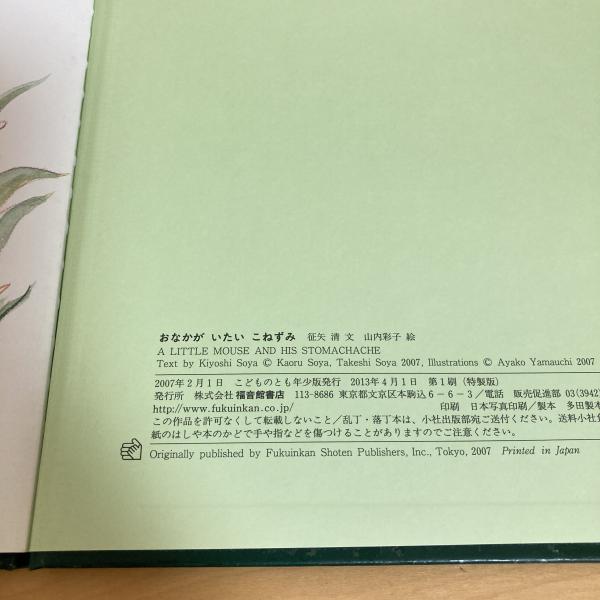 おなかが いたい こねずみ 征矢 清 文 山内彩子 絵
A LITTLE MOUSE AND HIS STOMACHACHE
Text by Kiyoshi Soya © Kaoru Soya, Takeshi Soya 2007, Illustrations © Ayako Yamauchi 2007
2007年2月1日 こどものとも年少版発行 2013年4月1日 第1刷(特製版)
発行所 株式会社 福音館書店 113-8686 東京都文京区本駒込6-6-3/電話 販売促進部 03(3942)
http://www.fukuinkan.co.jp/ 印刷 日本写真印刷/製本 多田製本
この作品を許可なくして転載しないこと/乱丁・落丁本は、小社出版部宛ご送付ください。送料小社負
紙のはしや本のかどで手や指などを傷つけることがありますのでご注意ください。
Originally published by Fukuinkan Shoten Publishers, Inc., Tokyo, 2007 Printed in Japan